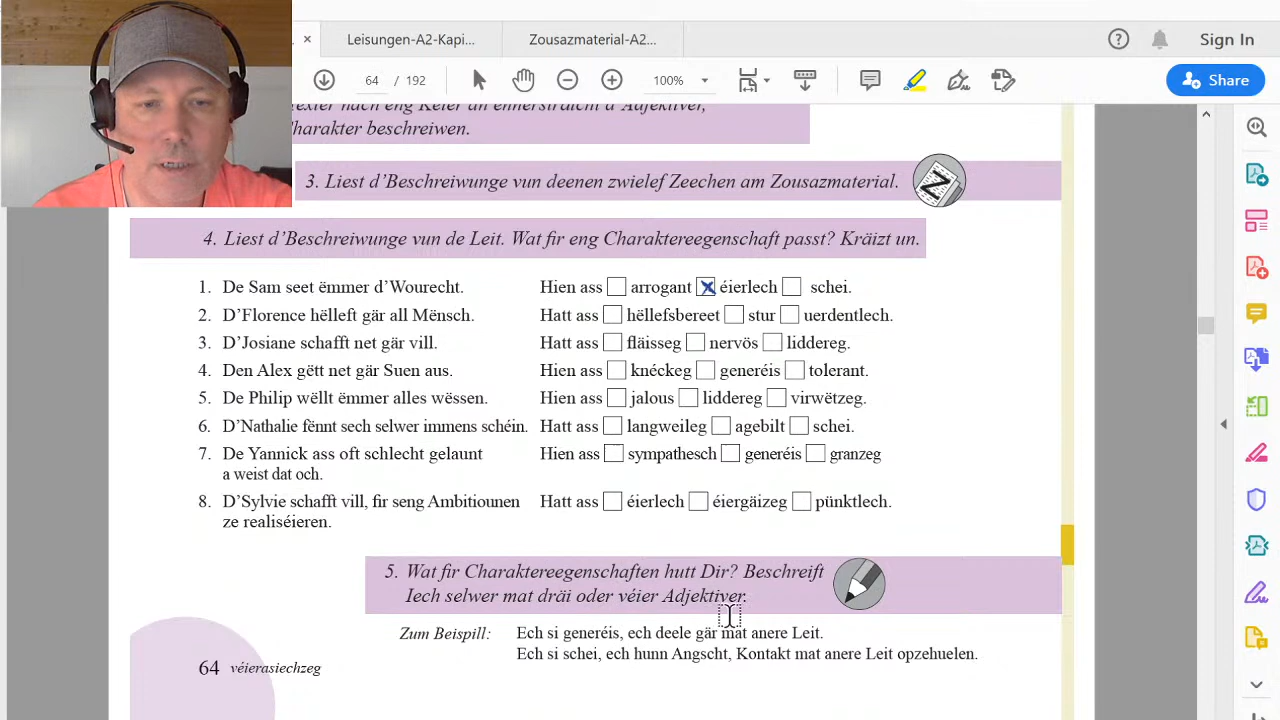 Leisungen-A2-Kapi...
Zousazmaterial-A2...
Sign In
64 / 192
100%
Share
Charakter beschreiwen.
3. Liest d’Beschreiwunge vun deenen zwielef Zeechen am Zousazmaterial.
Z
4. Liest d’Beschreiwunge vun de Leit. Wat fir eng Charaktereegenschaft passt? Kräizt un.
1. De Sam seet ëmmer d’Wourecht. Hien ass arrogant éierlech schei.
2. D’Florence hëlleft gär all Mënsch. Hatt ass hëllefsbereet stur uerdentlech.
3. D’Josiane schafft net gär vill. Hatt ass fläisseg nervös liddereg.
4. Den Alex gëtt net gär Suen aus. Hien ass knéckeg generéis tolerant.
5. De Philip wëllt ëmmer alles wëssen. Hien ass jalous liddereg virwëtzeg.
6. D’Nathalie fënnt sech selwer immens schéin. Hatt ass langweileg agebilt schei.
7. De Yannick ass oft schlecht gelaunt Hien ass sympathesch generéis granzeg
a weist dat och.
8. D’Sylvie schafft vill, fir seng Ambitiounen Hatt ass éierlech éiergäizeg pünktlech.
ze realiséieren.
5. Wat fir Charaktereegenschaften hutt Dir? Beschreift
Iech selwer mat dräi oder véier Adjektiver.
Zum Beispill: Ech si generéis, ech deele gär mat anere Leit.
Ech si schei, ech hunn Angscht, Kontakt mat anere Leit opzehuelen.
64 véierasiechzeg